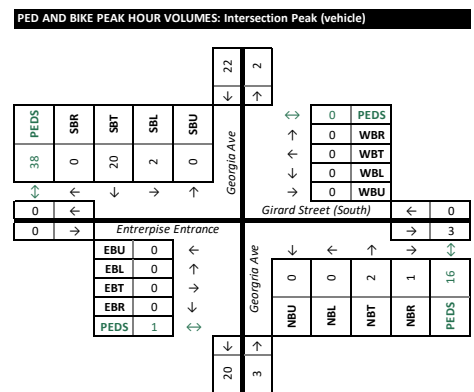 PED AND BIKE PEAK HOUR VOLUMES: Intersection Peak (vehicle)
22 2
↓ ↑
PEDS SBR SBT SBL SBU
38 0 20 2 0
↕ ← ↓ → ↑
Georgia Ave
↔ 0 PEDS
↑ 0 WBR
← 0 WBT
↓ 0 WBL
→ 0 WBU
0 ←
Girard Street (South) ← 0
0 →
Enterpise Entrance
→ 3
EBU 0 ←
EBL 0 ↑
EBT 0 →
EBR 0 ↓
PEDS 1 ↔
Georgria Ave
↓ ← ↑ → ↕
0 0 2 1 16
NBU NBL NBT NBR PEDS
↓ ↑
20 3